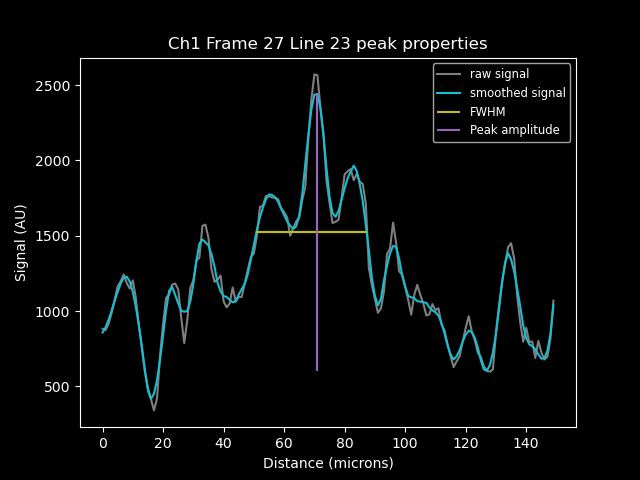 Ch1 Frame 27 Line 23 peak properties
raw signal
smoothed signal
FWHM
Peak amplitude
2500
2000
1500
1000
500
Signal (AU)
0 20 40 60 80 100 120 140
Distance (microns)